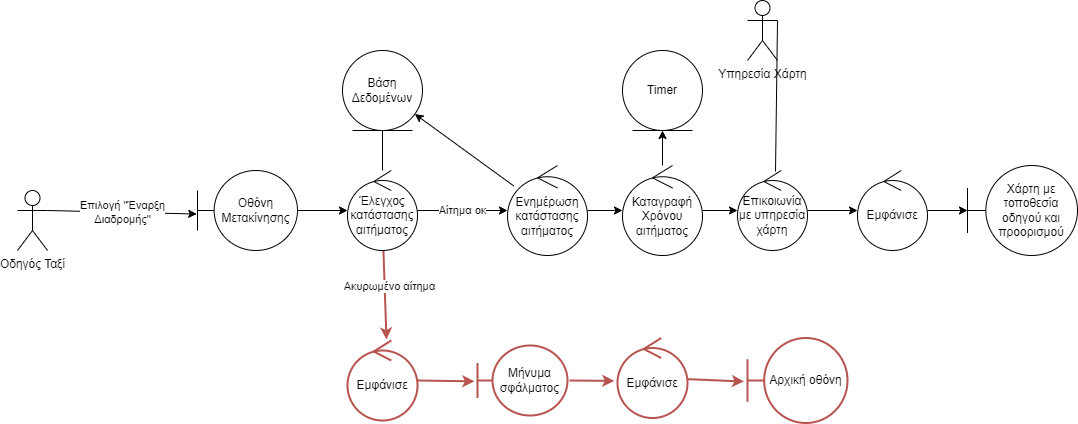 Υπηρεσία Χάρτη
Βάση
Δεδομένων
Timer
Οδηγός Ταξί
Επιλογή "Έναρξη
Διαδρομής"
Οθόνη
Μετακίνησης
Έλεγχος
κατάστασης
αιτήματος
Αίτημα οκ
Ενημέρωση
κατάστασης
αιτήματος
Καταγραφή
Χρόνου
αιτήματος
Επικοιωνία
με υπηρεσία
χάρτη
Εμφάνισε
Χάρτη με
τοποθεσία
οδηγού και
προορισμού
Ακυρωμένο αίτημα
Εμφάνισε
Μήνυμα
σφάλματος
Εμφάνισε
Αρχική οθόνη